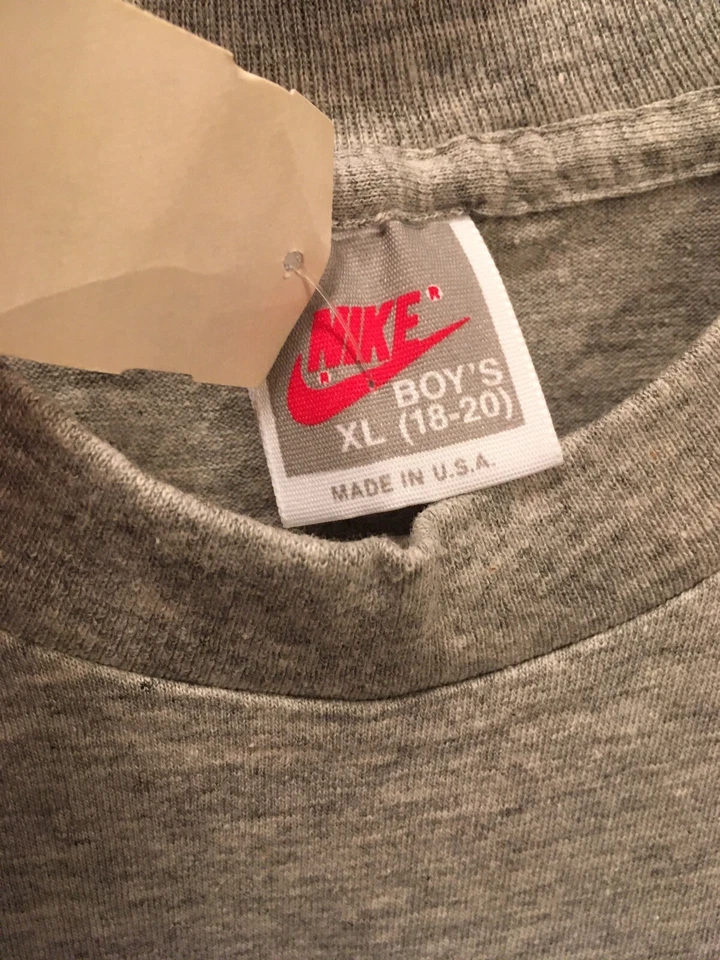 NIKE®
®
BOY'S
XL (18-20)
MADE IN U.S.A.